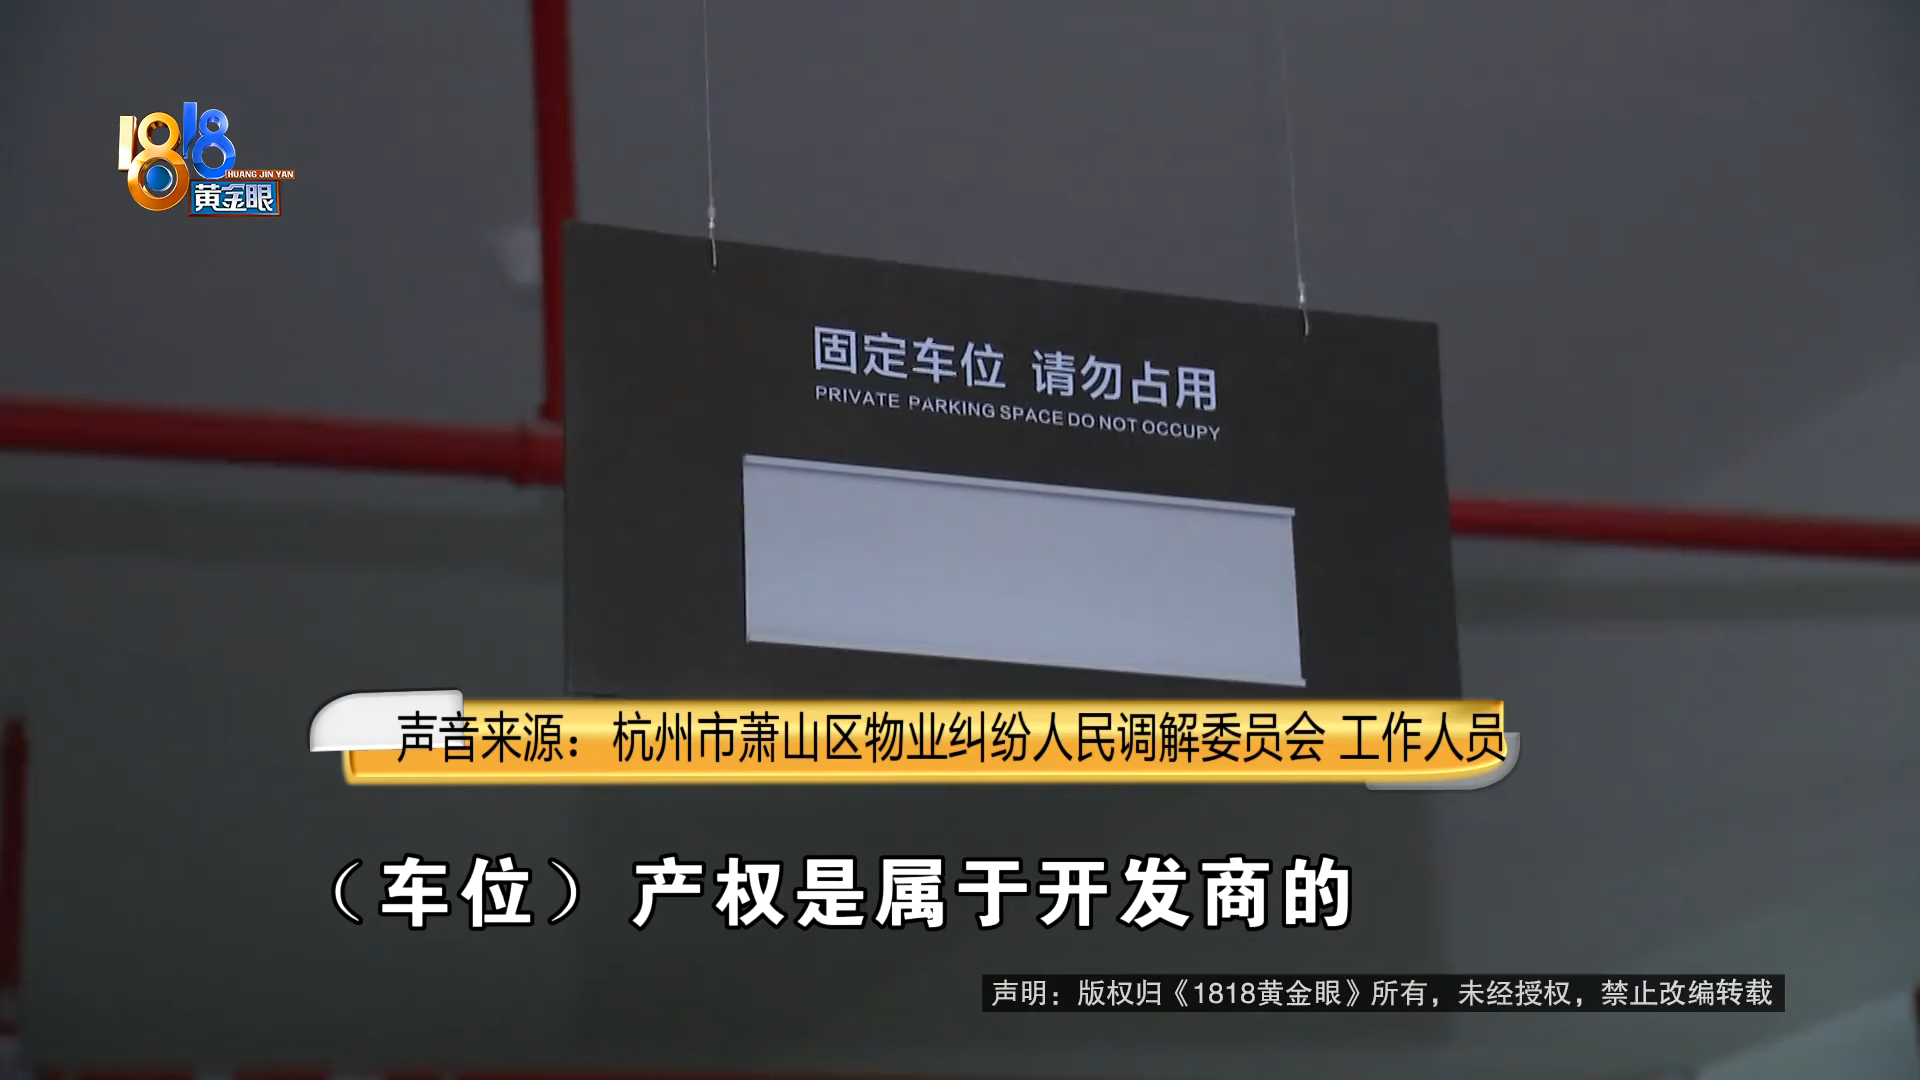 1818
HUANG JIN YAN
黄金眼
固定车位 请勿占用
PRIVATE PARKING SPACE DO NOT OCCUPY
声音来源：杭州市萧山区物业纠纷人民调解委员会 工作人员
（车位）产权是属于开发商的
声明：版权归《1818黄金眼》所有，未经授权，禁止改编转载